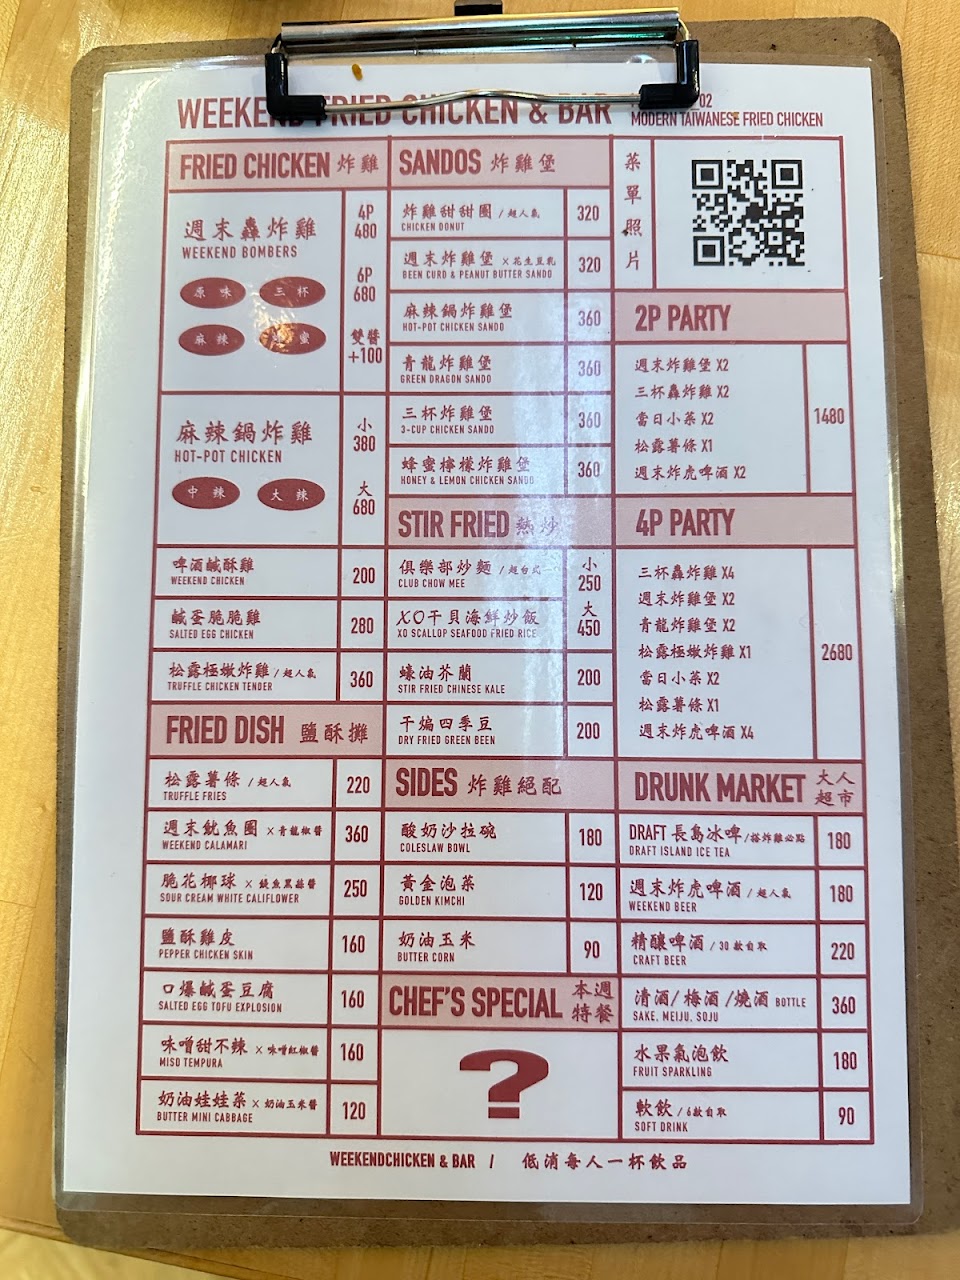 WEEKEND FRIED CHICKEN & BAR
02
MODERN TAIWANESE FRIED CHICKEN
FRIED CHICKEN 炸雞
週末轟炸雞
WEEKEND BOMBERS
原味 三杯
麻辣 蜜
4P
480
6P
680
雙醬
+100
麻辣鍋炸雞
HOT-POT CHICKEN
中辣 大辣
小
380
大
680
啤酒鹹酥雞
WEEKEND CHICKEN
200
鹹蛋脆脆雞
SALTED EGG CHICKEN
280
松露極嫩炸雞 / 超人氣
TRUFFLE CHICKEN TENDER
360
FRIED DISH 鹽酥攤
松露薯條 / 超人氣
TRUFFLE FRIES
220
週末魷魚圈 × 青龍椒醬
WEEKEND CALAMARI
360
脆花椰球 × 鯷魚黑蒜醬
SOUR CREAM WHITE CALIFLOWER
250
鹽酥雞皮
PEPPER CHICKEN SKIN
160
口爆鹹蛋豆腐
SALTED EGG TOFU EXPLOSION
160
味噌甜不辣 × 味噌紅椒醬
MISO TEMPURA
160
奶油娃娃菜 × 奶油玉米醬
BUTTER MINI CABBAGE
120
SANDOS 炸雞堡
炸雞甜甜圈 / 超人氣
CHICKEN DONUT
320
週末炸雞堡 × 花生豆乳
BEEN CURD & PEANUT BUTTER SANDO
320
麻辣鍋炸雞堡
HOT-POT CHICKEN SANDO
360
青龍炸雞堡
GREEN DRAGON SANDO
360
三杯炸雞堡
3-CUP CHICKEN SANDO
360
蜂蜜檸檬炸雞堡
HONEY & LEMON CHICKEN SANDO
360
STIR FRIED 熱炒
俱樂部炒麵 / 超台式
CLUB CHOW MEE
XO干貝海鮮炒飯
XO SCALLOP SEAFOOD FRIED RICE
小
250
大
450
蠔油芥蘭
STIR FRIED CHINESE KALE
200
干煸四季豆
DRY FRIED GREEN BEEN
200
SIDES 炸雞絕配
酸奶沙拉碗
COLESLAW BOWL
180
黃金泡菜
GOLDEN KIMCHI
120
奶油玉米
BUTTER CORN
90
CHEF'S SPECIAL 本週特餐
?
菜單照片
2P PARTY
週末炸雞堡 X2
三杯轟炸雞 X2
當日小菜 X2
松露薯條 X1
週末炸虎啤酒 X2
1480
4P PARTY
三杯轟炸雞 X4
週末炸雞堡 X2
青龍炸雞堡 X2
松露極嫩炸雞 X1
當日小菜 X2
松露薯條 X1
週末炸虎啤酒 X4
2680
DRUNK MARKET 大人超市
DRAFT 長島冰啤 / 搭炸雞必點
DRAFT ISLAND ICE TEA
180
週末炸虎啤酒 / 超人氣
WEEKEND BEER
180
精釀啤酒 / 30款自取
CRAFT BEER
220
清酒 / 梅酒 / 燒酒 BOTTLE
SAKE, MEIJU, SOJU
360
水果氣泡飲
FRUIT SPARKLING
180
軟飲 / 6款自取
SOFT DRINK
90
WEEKENDCHICKEN & BAR / 低消每人一杯飲品